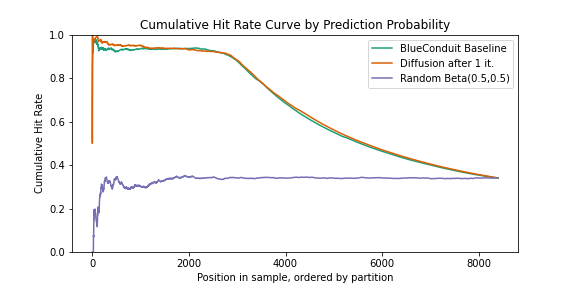 Cumulative Hit Rate Curve by Prediction Probability
BlueConduit Baseline
Diffusion after 1 it.
Random Beta(0.5,0.5)
Cumulative Hit Rate
1.0
0.8
0.6
0.4
0.2
0.0
0
2000
4000
6000
8000
Position in sample, ordered by partition